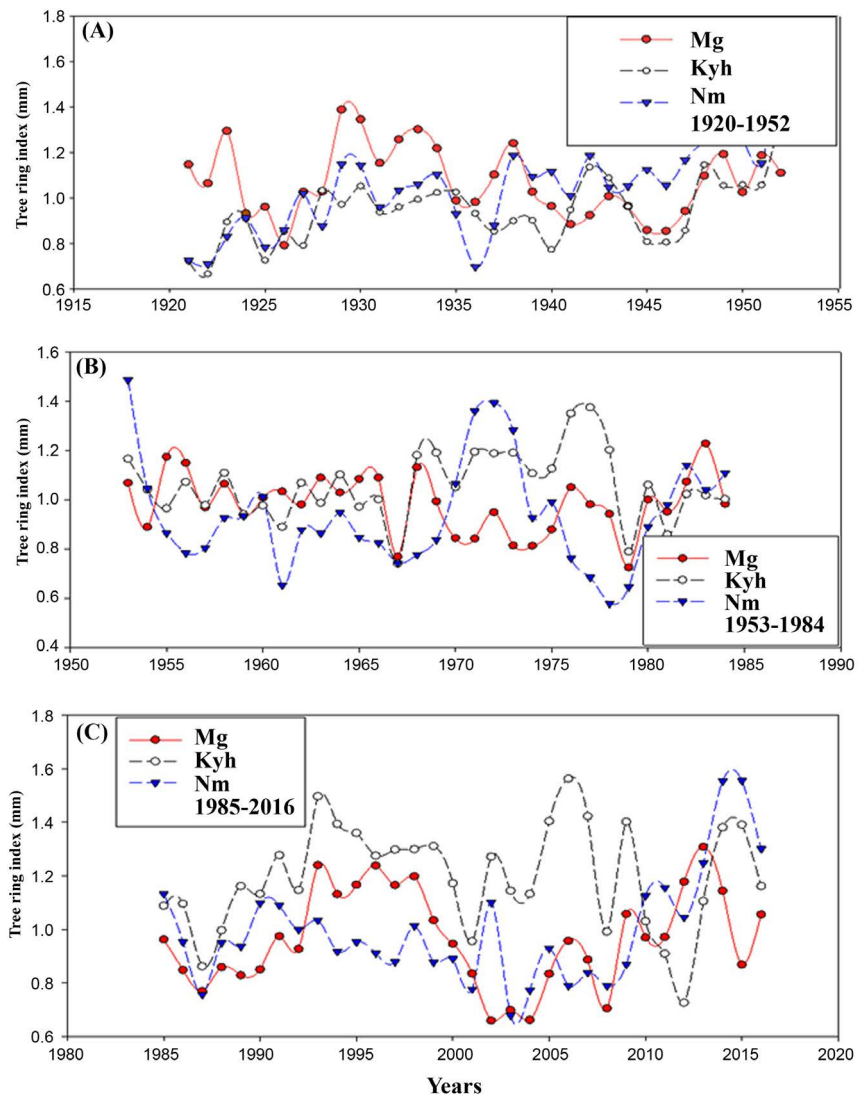 (A)
Tree ring index (mm)
1.8
1.6
1.4
1.2
1.0
0.8
0.6
Mg
Kyh
Nm
1920-1952
1915 1920 1925 1930 1935 1940 1945 1950 1955
(B)
Tree ring index (mm)
1.6
1.4
1.2
1.0
0.8
0.6
0.4
Mg
Kyh
Nm
1953-1984
1950 1955 1960 1965 1970 1975 1980 1985 1990
(C)
Tree ring index (mm)
1.8
1.6
1.4
1.2
1.0
0.8
0.6
Mg
Kyh
Nm
1985-2016
1980 1985 1990 1995 2000 2005 2010 2015 2020
Years